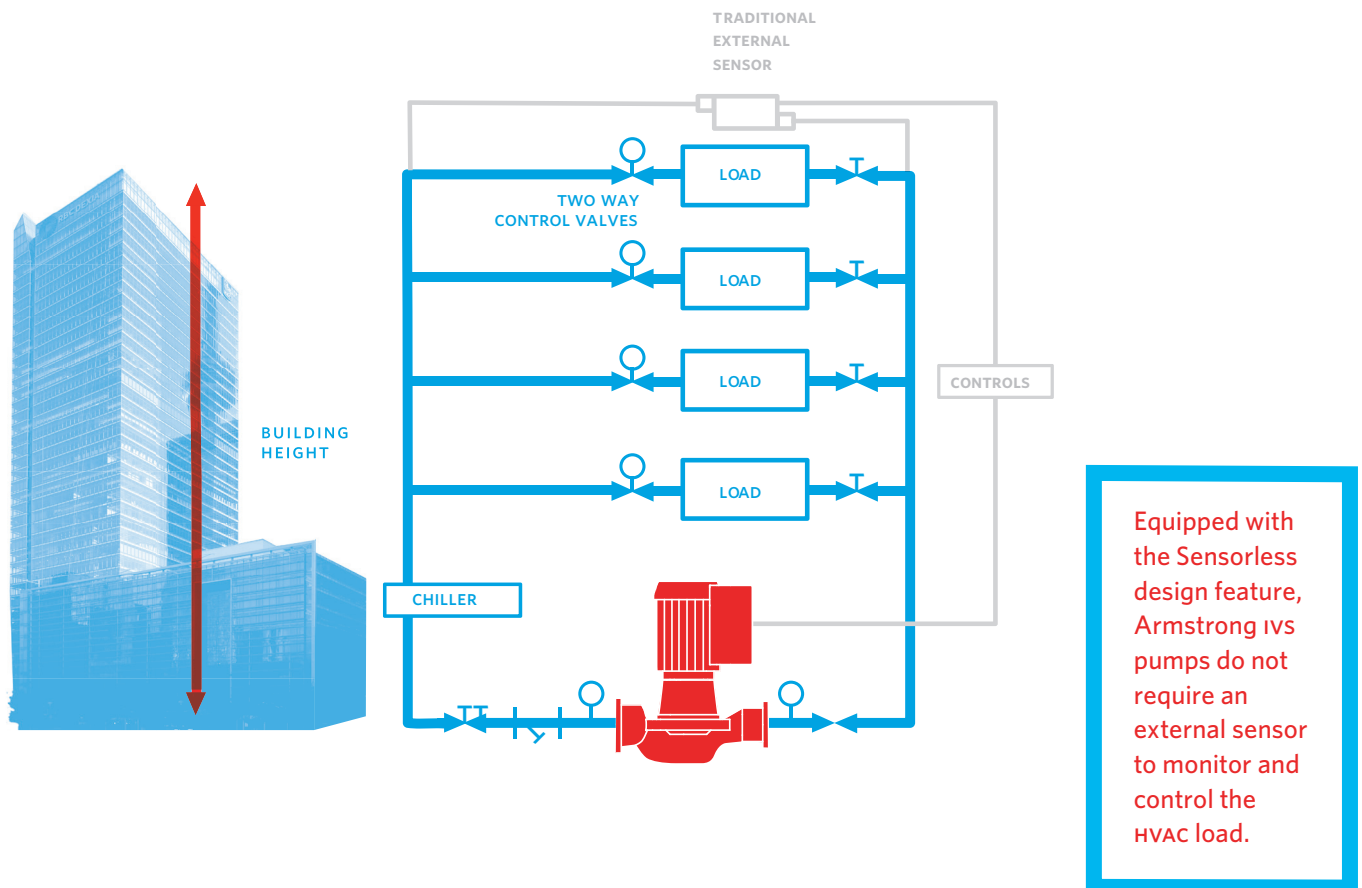 TRADITIONAL
EXTERNAL
SENSOR
LOAD
TWO WAY
CONTROL VALVES
LOAD
LOAD
CONTROLS
BUILDING
HEIGHT
LOAD
CHILLER
Equipped with
the Sensorless
design feature,
Armstrong IVS
pumps do not
require an
external sensor
to monitor and
control the
HVAC load.